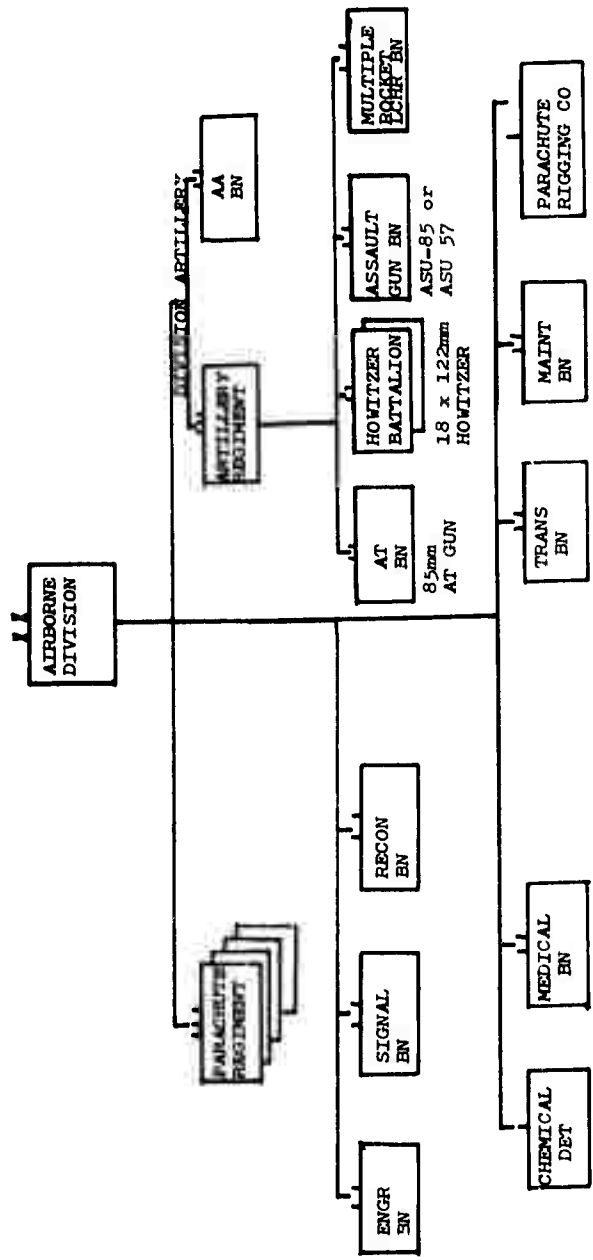 AIRBORNE
DIVISION
DIVISION ARTILLERY
PARACHUTE
REGIMENT
ARTILLERY
REGIMENT
AA
BN
ENGR
BN
SIGNAL
BN
RECON
BN
AT
BN
85mm
AT GUN
HOWITZER
BATTALION
18 x 122mm
HOWITZER
ASSAULT
GUN BN
ASU-85 or
ASU 57
MULTIPLE
ROCKET
LCHR BN
CHEMICAL
DET
MEDICAL
BN
TRANS
BN
MAINT
BN
PARACHUTE
RIGGING CO